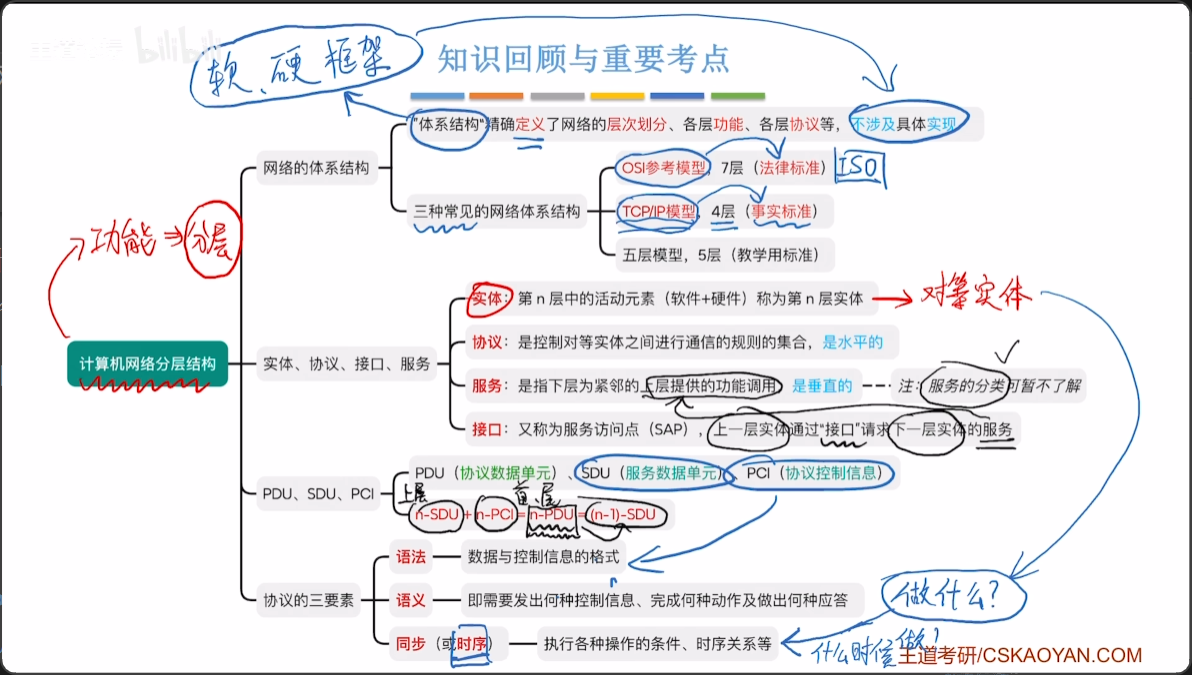 bilibili
软、硬框架
知识回顾与重要考点
"体系结构"精确定义了网络的层次划分、各层功能、各层协议等，不涉及具体实现
网络的体系结构
OSI参考模型，7层（法律标准）
ISO
三种常见的网络体系结构
TCP/IP模型，4层（事实标准）
五层模型，5层（教学用标准）
功能⇒分层
计算机网络分层结构
实体：第 n 层中的活动元素（软件+硬件）称为第 n 层实体
对等实体
协议：是控制对等实体之间进行通信的规则的集合，是水平的
实体、协议、接口、服务
服务：是指下层为紧邻的上层提供的功能调用，是垂直的
注：服务的分类可暂不了解
接口：又称为服务访问点（SAP），上一层实体通过"接口"请求下一层实体的服务
PDU（协议数据单元）、SDU（服务数据单元）、PCI（协议控制信息）
PDU、SDU、PCI
上层
首、尾
n-SDU + n-PCI = n-PDU = (n-1)-SDU
语法
数据与控制信息的格式
协议的三要素
语义
即需要发出何种控制信息、完成何种动作及做出何种应答
做什么?
同步（或时序）
执行各种操作的条件、时序关系等
什么时候做?
王道考研/CSKAOYAN.COM